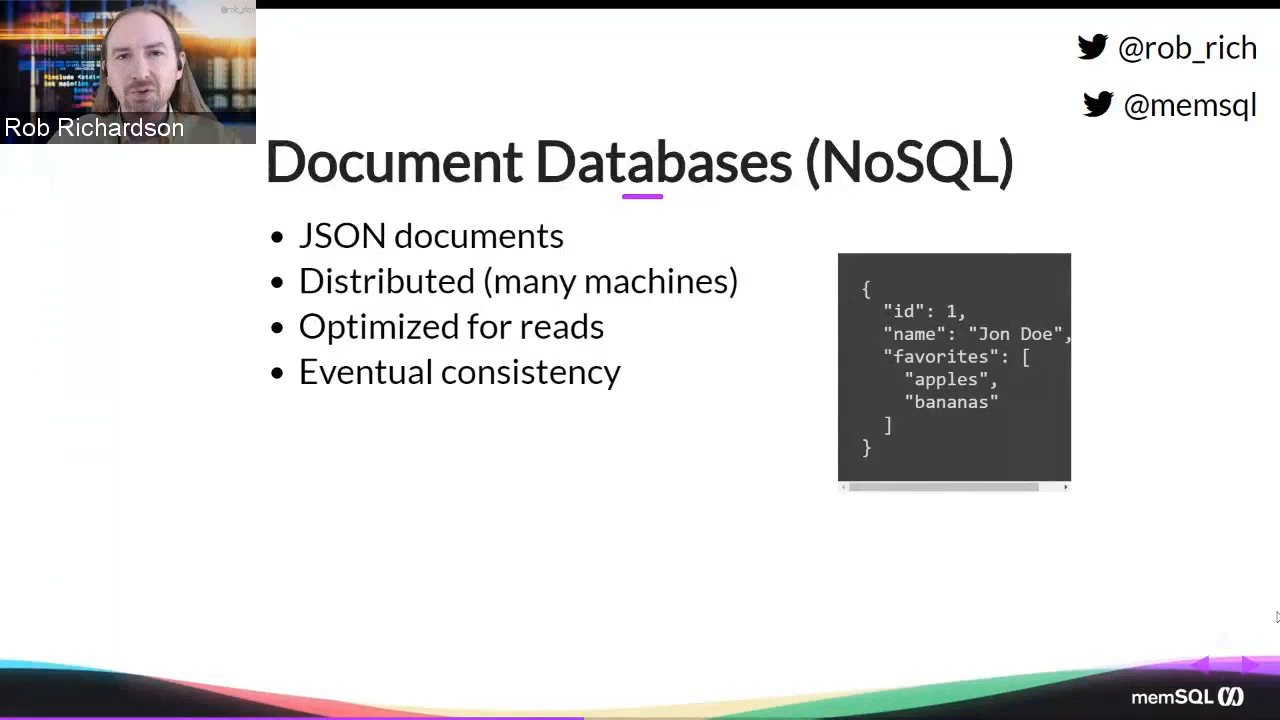 @rob_rich
Rob Richardson
@rob_rich
@memsql
Document Databases (NoSQL)
• JSON documents
• Distributed (many machines)
• Optimized for reads
• Eventual consistency
{
"id": 1,
"name": "Jon Doe",
"favorites": [
"apples",
"bananas"
]
}
memSQL